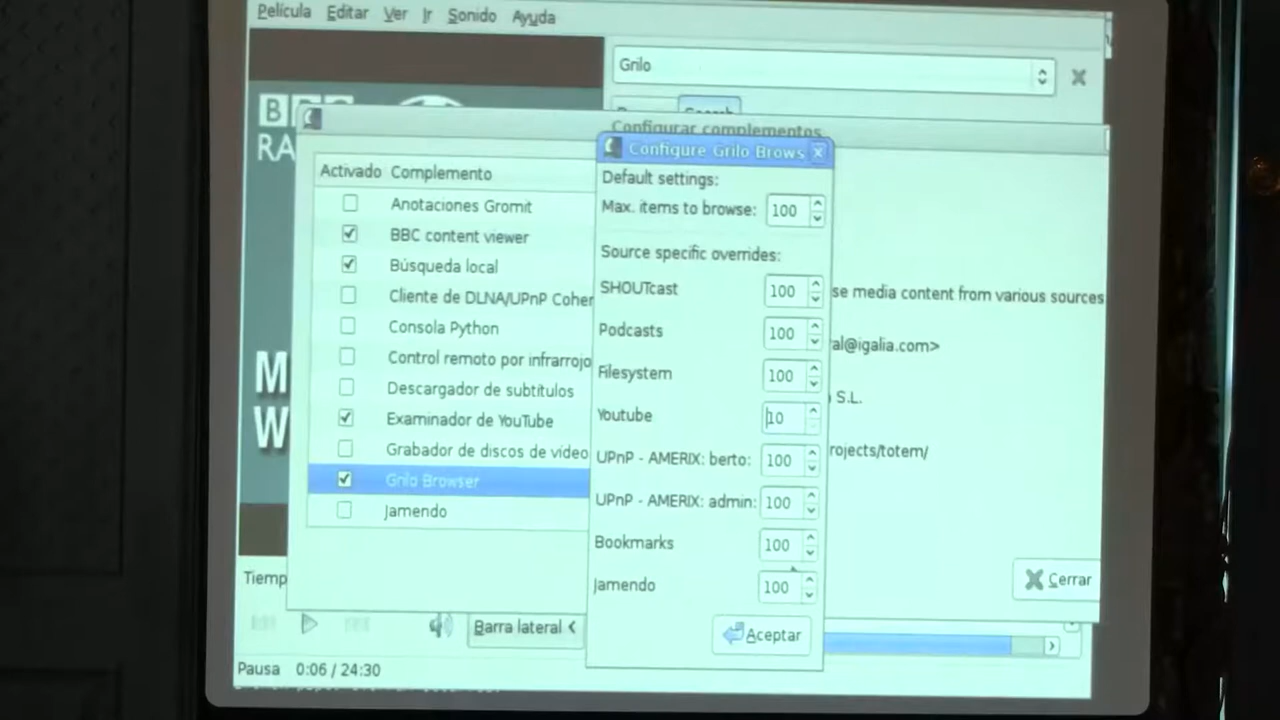 Película Editar Ver Ir Sonido Ayuda
Grilo
Search
Configurar complementos
Configure Grilo Brows
Activado Complemento
Anotaciones Gromit
BBC content viewer
Búsqueda local
Cliente de DLNA/UPnP Coher
Consola Python
Control remoto por infrarrojo
Descargador de subtítulos
Examinador de YouTube
Grabador de discos de vídeo
Grilo Browser
Jamendo
Default settings:
Max. items to browse: 100
Source specific overrides:
SHOUTcast 100
Podcasts 100
Filesystem 100
Youtube 10
UPnP - AMERIX: berto: 100
UPnP - AMERIX: admin: 100
Bookmarks 100
Jamendo 100
Aceptar
se media content from various sources
al@igalia.com>
S.L.
rojects/totem/
Cerrar
BBC
RA
M
W
Tiemp
Barra lateral <
Pausa 0:06 / 24:30